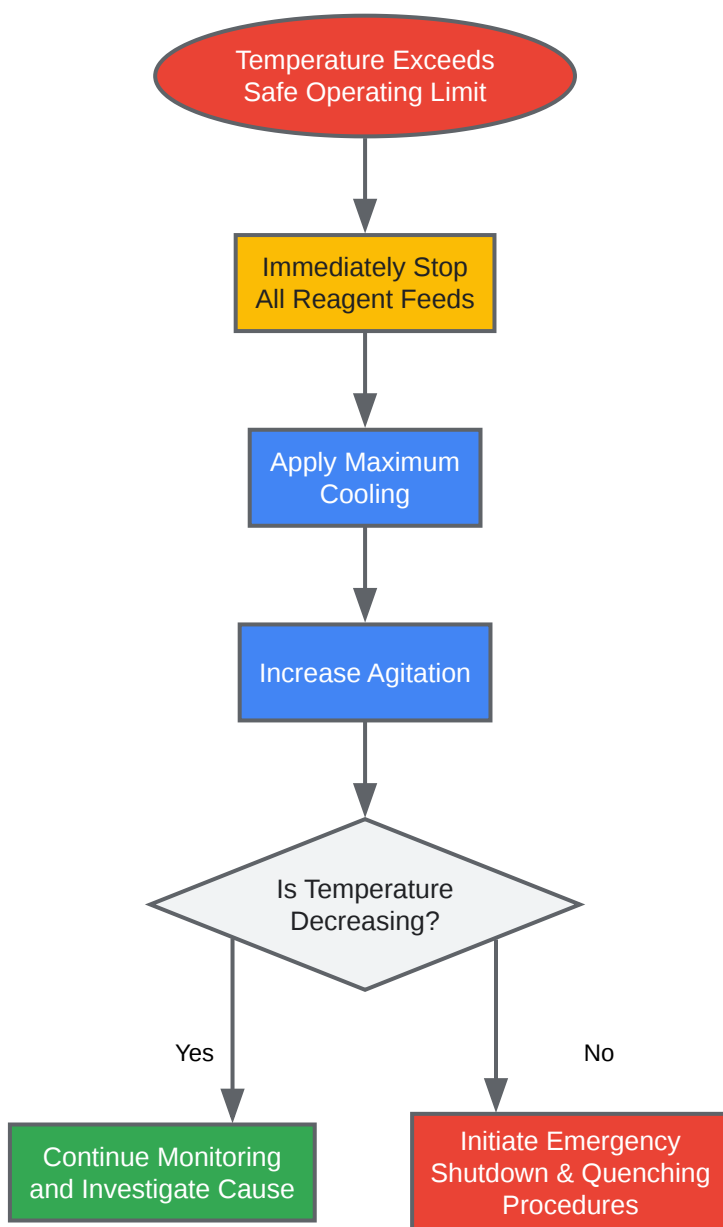 Temperature Exceeds
Safe Operating Limit
Immediately Stop
All Reagent Feeds
Apply Maximum
Cooling
Increase Agitation
Is Temperature
Decreasing?
Yes
No
Continue Monitoring
and Investigate Cause
Initiate Emergency
Shutdown & Quenching
Procedures